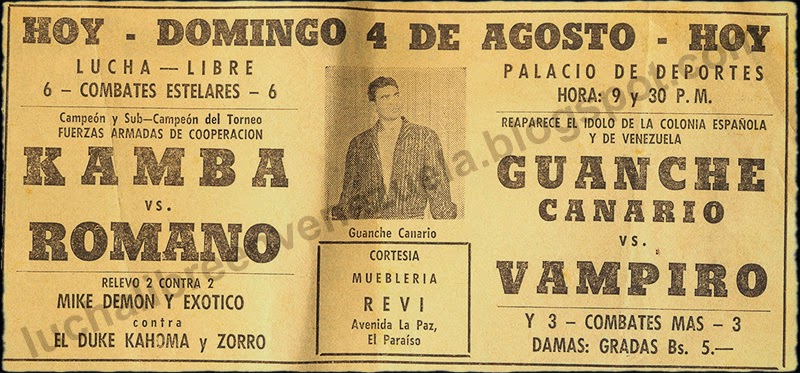 HOY - DOMINGO 4 DE AGOSTO - HOY
LUCHA — LIBRE
6 - COMBATES ESTELARES - 6
Campeón y Sub-Campeón del Torneo
FUERZAS ARMADAS DE COOPERACION
KAMBA
VS.
ROMANO
RELEVO 2 CONTRA 2
MIKE DEMON Y EXOTICO
contra
EL DUKE KAHOMA y ZORRO
Guanche Canario
CORTESIA
MUEBLERIA
REVI
Avenida La Paz,
El Paraíso
PALACIO DE DEPORTES
HORA: 9 y 30 P.M.
REAPARECE EL IDOLO DE LA COLONIA ESPAÑOLA
Y DE VENEZUELA
GUANCHE
CANARIO
vs.
VAMPIRO
Y 3 - COMBATES MAS - 3
DAMAS: GRADAS Bs. 5.—
luchalibreenvenezuela.blogspot.com